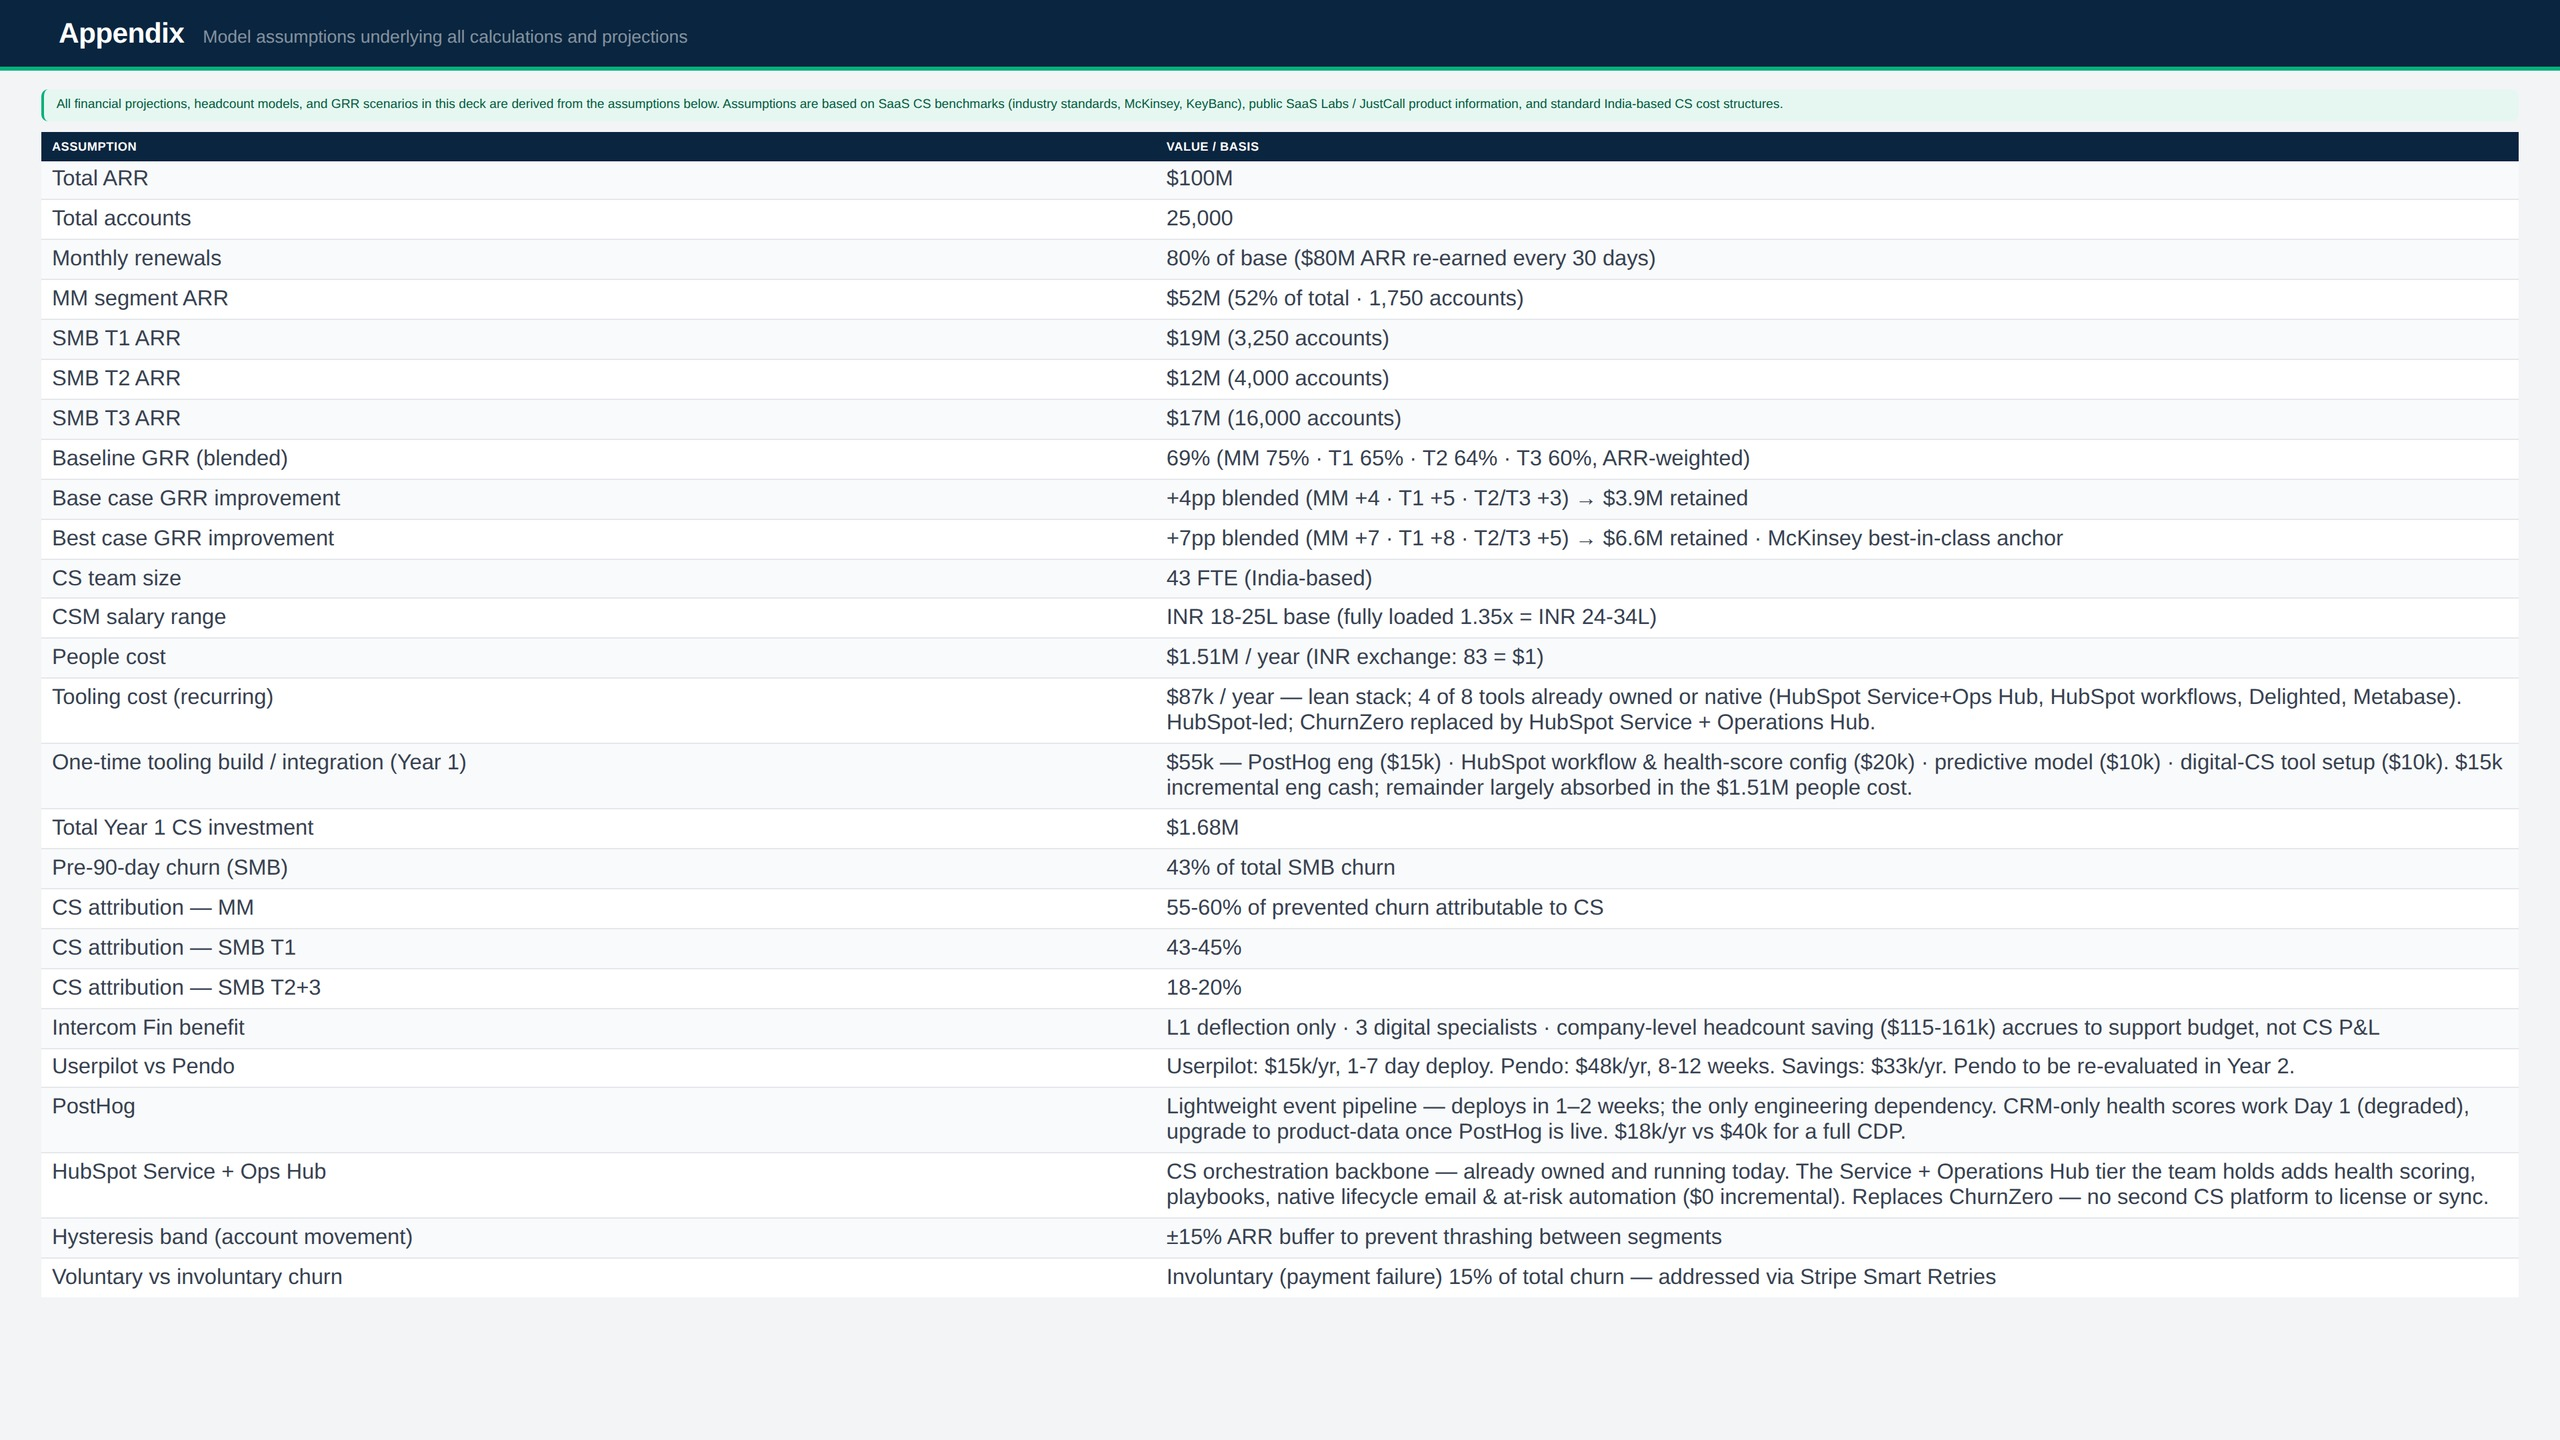 Appendix Model assumptions underlying all calculations and projections
All financial projections, headcount models, and GRR scenarios in this deck are derived from the assumptions below. Assumptions are based on SaaS CS benchmarks (industry standards, McKinsey, KeyBanc), public SaaS Labs / JustCall product information, and standard India-based CS cost structures.
ASSUMPTION VALUE / BASIS
Total ARR $100M
Total accounts 25,000
Monthly renewals 80% of base ($80M ARR re-earned every 30 days)
MM segment ARR $52M (52% of total · 1,750 accounts)
SMB T1 ARR $19M (3,250 accounts)
SMB T2 ARR $12M (4,000 accounts)
SMB T3 ARR $17M (16,000 accounts)
Baseline GRR (blended) 69% (MM 75% · T1 65% · T2 64% · T3 60%, ARR-weighted)
Base case GRR improvement +4pp blended (MM +4 · T1 +5 · T2/T3 +3) → $3.9M retained
Best case GRR improvement +7pp blended (MM +7 · T1 +8 · T2/T3 +5) → $6.6M retained · McKinsey best-in-class anchor
CS team size 43 FTE (India-based)
CSM salary range INR 18-25L base (fully loaded 1.35x = INR 24-34L)
People cost $1.51M / year (INR exchange: 83 = $1)
Tooling cost (recurring) $87k / year — lean stack; 4 of 8 tools already owned or native (HubSpot Service+Ops Hub, HubSpot workflows, Delighted, Metabase).
HubSpot-led; ChurnZero replaced by HubSpot Service + Operations Hub.
One-time tooling build / integration (Year 1) $55k — PostHog eng ($15k) · HubSpot workflow & health-score config ($20k) · predictive model ($10k) · digital-CS tool setup ($10k). $15k
incremental eng cash; remainder largely absorbed in the $1.51M people cost.
Total Year 1 CS investment $1.68M
Pre-90-day churn (SMB) 43% of total SMB churn
CS attribution — MM 55-60% of prevented churn attributable to CS
CS attribution — SMB T1 43-45%
CS attribution — SMB T2+3 18-20%
Intercom Fin benefit L1 deflection only · 3 digital specialists · company-level headcount saving ($115-161k) accrues to support budget, not CS P&L
Userpilot vs Pendo Userpilot: $15k/yr, 1-7 day deploy. Pendo: $48k/yr, 8-12 weeks. Savings: $33k/yr. Pendo to be re-evaluated in Year 2.
PostHog Lightweight event pipeline — deploys in 1–2 weeks; the only engineering dependency. CRM-only health scores work Day 1 (degraded),
upgrade to product-data once PostHog is live. $18k/yr vs $40k for a full CDP.
HubSpot Service + Ops Hub CS orchestration backbone — already owned and running today. The Service + Operations Hub tier the team holds adds health scoring,
playbooks, native lifecycle email & at-risk automation ($0 incremental). Replaces ChurnZero — no second CS platform to license or sync.
Hysteresis band (account movement) ±15% ARR buffer to prevent thrashing between segments
Voluntary vs involuntary churn Involuntary (payment failure) 15% of total churn — addressed via Stripe Smart Retries